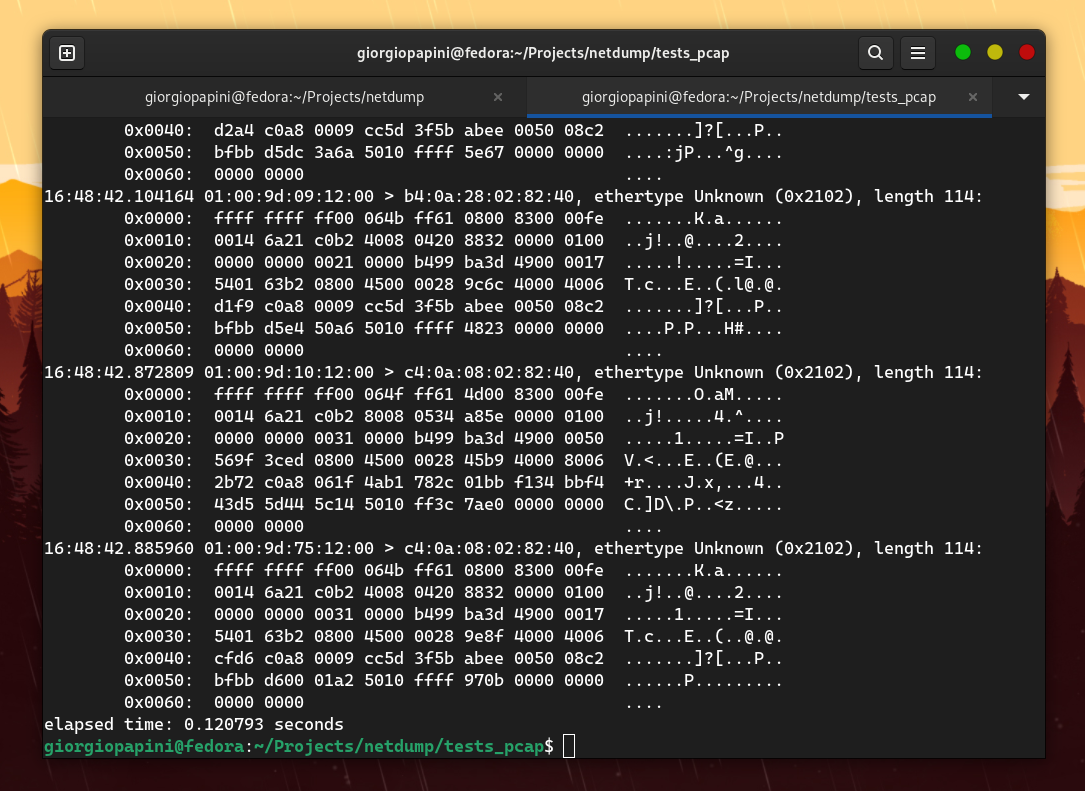 giorgiopapini@fedora:~/Projects/netdump/tests_pcap
giorgiopapini@fedora:~/Projects/netdump × giorgiopapini@fedora:~/Projects/netdump/tests_pcap ×
0x0040:  d2a4 c0a8 0009 cc5d 3f5b abee 0050 08c2  .......]?[...P..
0x0050:  bfbb d5dc 3a6a 5010 ffff 5e67 0000 0000  ....:jP...^g....
0x0060:  0000 0000                                ....
16:48:42.104164 01:00:9d:09:12:00 > b4:0a:28:02:82:40, ethertype Unknown (0x2102), length 114:
0x0000:  ffff ffff ff00 064b ff61 0800 8300 00fe  .......K.a......
0x0010:  0014 6a21 c0b2 4008 0420 8832 0000 0100  ..j!..@....2....
0x0020:  0000 0000 0021 0000 b499 ba3d 4900 0017  .....!.....=I...
0x0030:  5401 63b2 0800 4500 0028 9c6c 4000 4006  T.c...E..(.l@.@.
0x0040:  d1f9 c0a8 0009 cc5d 3f5b abee 0050 08c2  .......]?[...P..
0x0050:  bfbb d5e4 50a6 5010 ffff 4823 0000 0000  ....P.P...H#....
0x0060:  0000 0000                                ....
16:48:42.872809 01:00:9d:10:12:00 > c4:0a:08:02:82:40, ethertype Unknown (0x2102), length 114:
0x0000:  ffff ffff ff00 064f ff61 4d00 8300 00fe  .......O.aM.....
0x0010:  0014 6a21 c0b2 8008 0534 a85e 0000 0100  ..j!.....4.^....
0x0020:  0000 0000 0031 0000 b499 ba3d 4900 0050  .....1.....=I..P
0x0030:  569f 3ced 0800 4500 0028 45b9 4000 8006  V.<...E..(E.@...
0x0040:  2b72 c0a8 061f 4ab1 782c 01bb f134 bbf4  +r....J.x,...4..
0x0050:  43d5 5d44 5c14 5010 ff3c 7ae0 0000 0000  C.]D\.P..<z.....
0x0060:  0000 0000                                ....
16:48:42.885960 01:00:9d:75:12:00 > c4:0a:08:02:82:40, ethertype Unknown (0x2102), length 114:
0x0000:  ffff ffff ff00 064b ff61 0800 8300 00fe  .......K.a......
0x0010:  0014 6a21 c0b2 4008 0420 8832 0000 0100  ..j!..@....2....
0x0020:  0000 0000 0031 0000 b499 ba3d 4900 0017  .....1.....=I...
0x0030:  5401 63b2 0800 4500 0028 9e8f 4000 4006  T.c...E..(..@.@.
0x0040:  cfd6 c0a8 0009 cc5d 3f5b abee 0050 08c2  .......]?[...P..
0x0050:  bfbb d600 01a2 5010 ffff 970b 0000 0000  ......P.........
0x0060:  0000 0000                                ....
elapsed time: 0.120793 seconds
giorgiopapini@fedora:~/Projects/netdump/tests_pcap$